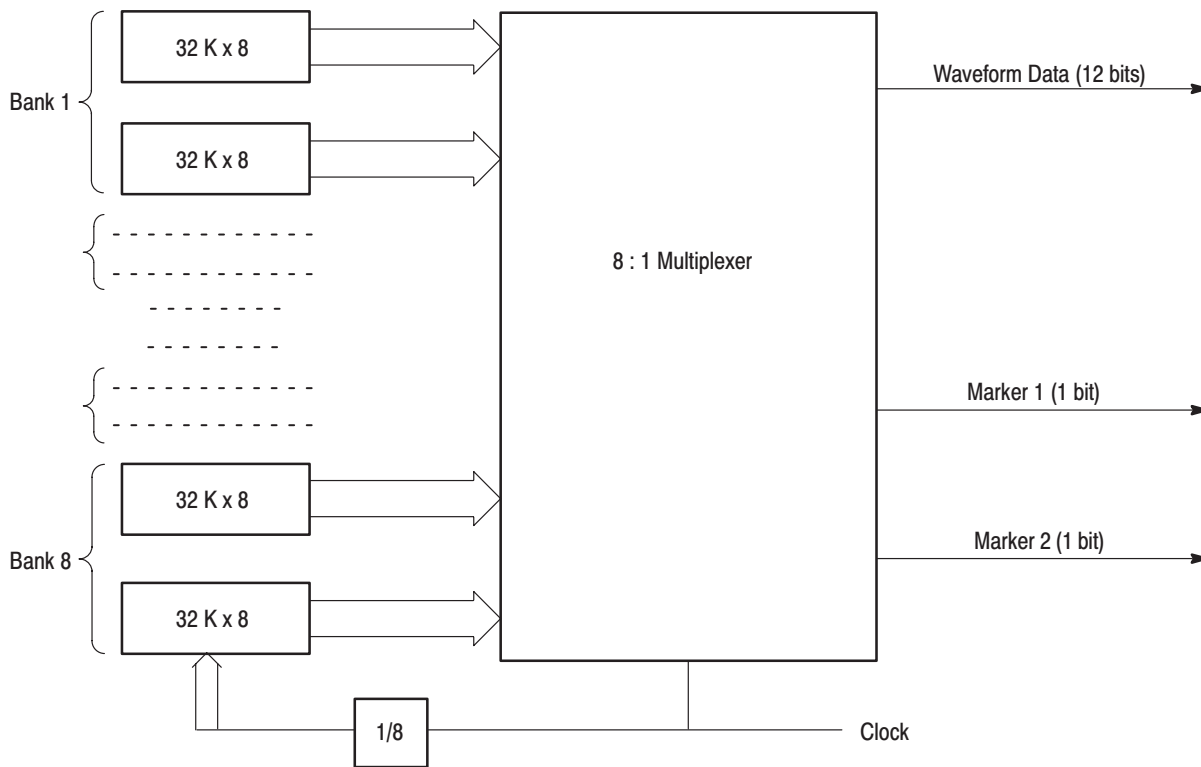 32 K x 8
Waveform Data (12 bits)
Bank 1
32 K x 8
8 : 1 Multiplexer
Marker 1 (1 bit)
32 K x 8
Marker 2 (1 bit)
Bank 8
32 K x 8
1/8
Clock